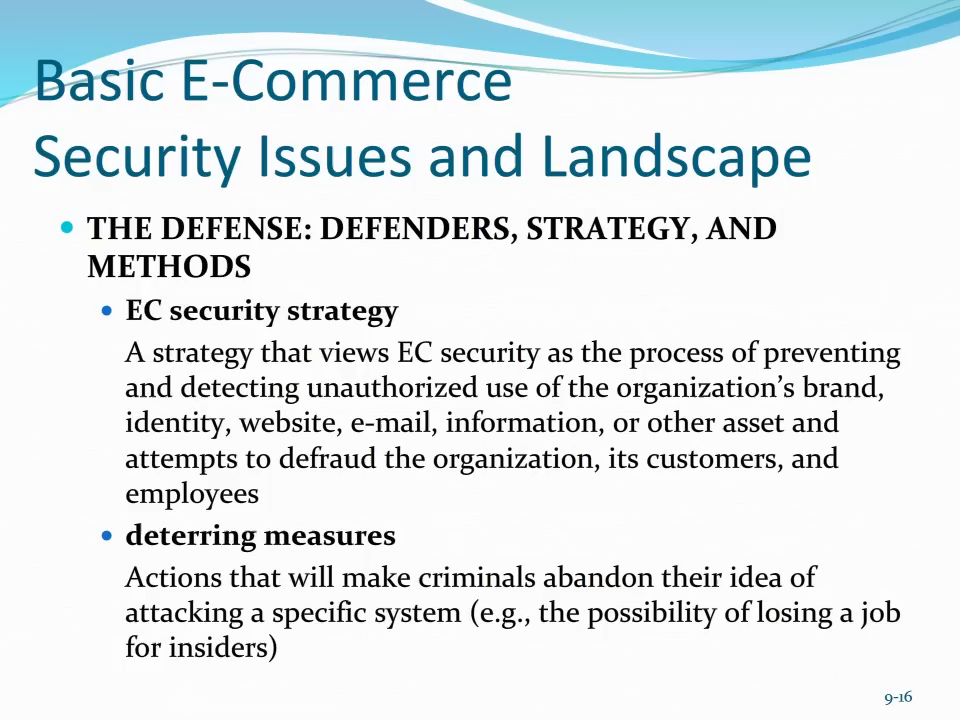 Basic E-Commerce
Security Issues and Landscape
• THE DEFENSE: DEFENDERS, STRATEGY, AND
METHODS
• EC security strategy
A strategy that views EC security as the process of preventing
and detecting unauthorized use of the organization’s brand,
identity, website, e-mail, information, or other asset and
attempts to defraud the organization, its customers, and
employees
• deterring measures
Actions that will make criminals abandon their idea of
attacking a specific system (e.g., the possibility of losing a job
for insiders)
9-16